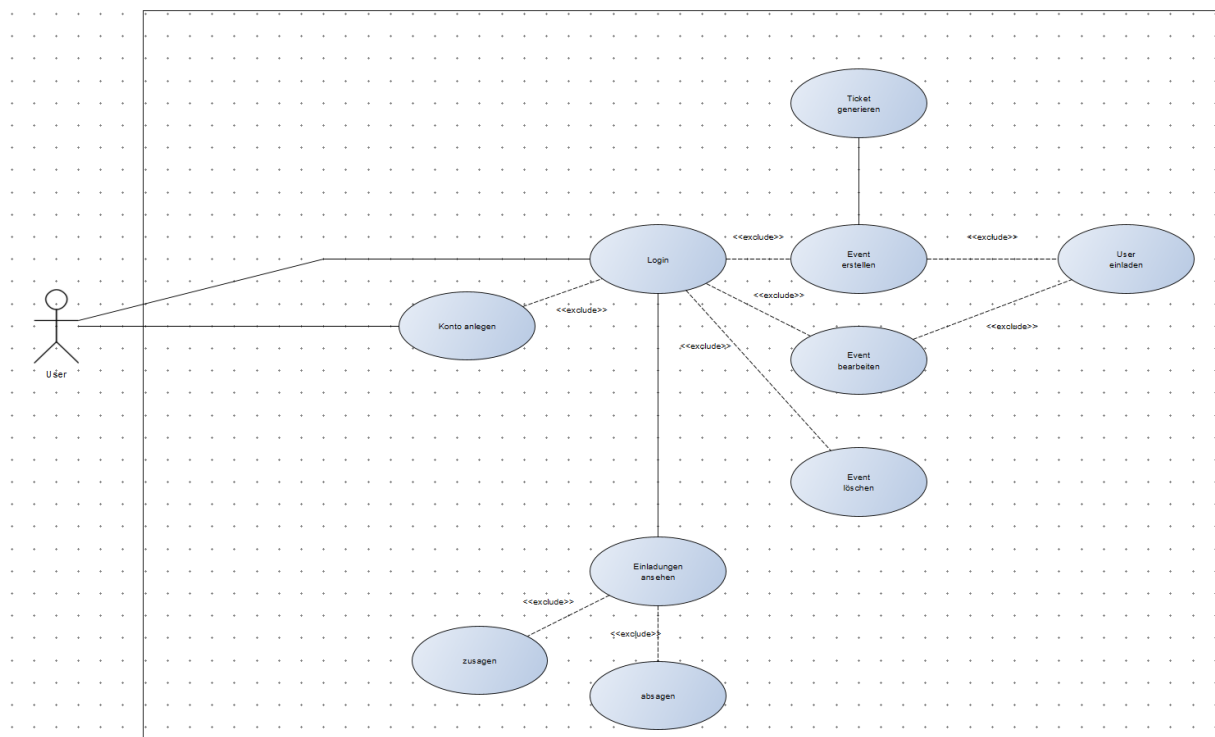 Ticket
generieren
<<exclude>>
<<exclude>>
Login
Event
erstellen
User
einladen
<<exclude>>
<<exclude>>
Konto anlegen
<<exclude>>
<<exclude>>
Event
bearbeiten
User
Event
löschen
Einladungen
ansehen
<<exclude>>
<<exclude>>
zusagen
absagen